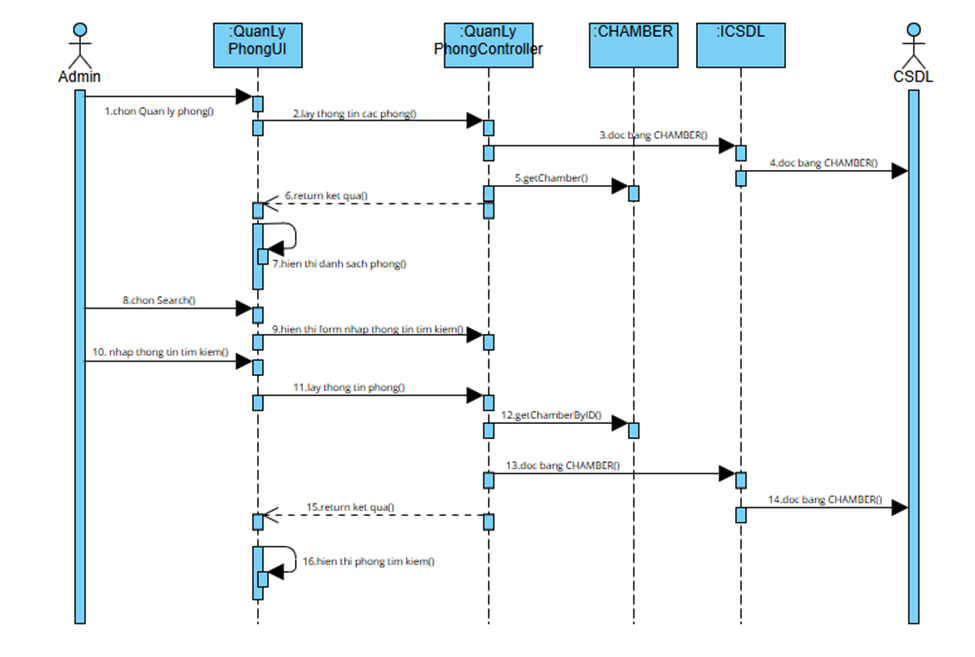 :QuanLy
PhongUI
:QuanLy
PhongController
:CHAMBER
:ICSDL
Admin
CSDL
1.chon Quan ly phong()
2.lay thong tin cac phong()
3.doc bang CHAMBER()
4.doc bang CHAMBER()
5.getChamber()
6.return ket qua()
7.hien thi danh sach phong()
8.chon Search()
9.hien thi form nhap thong tin tim kiem()
10. nhap thong tin tim kiem()
11.lay thong tin phong()
12.getChamberByID()
13.doc bang CHAMBER()
14.doc bang CHAMBER()
15.return ket qua()
16.hien thi phong tim kiem()